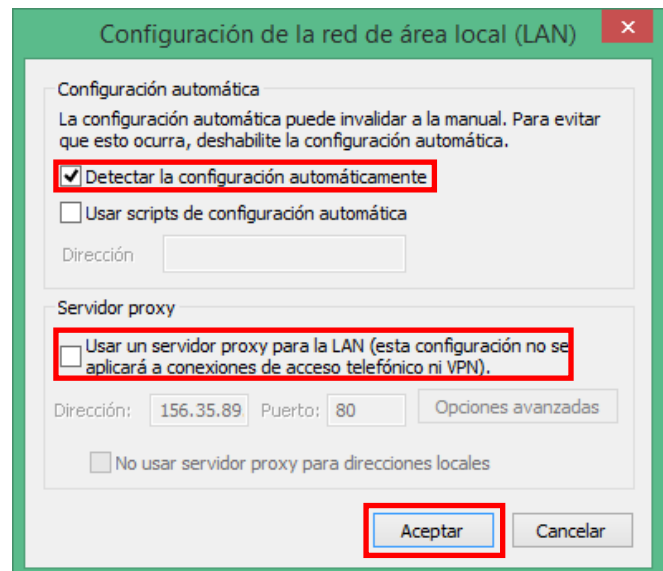 Configuración de la red de área local (LAN)
Configuración automática
La configuración automática puede invalidar a la manual. Para evitar
que esto ocurra, deshabilite la configuración automática.
Detectar la configuración automáticamente
Usar scripts de configuración automática
Dirección
Servidor proxy
Usar un servidor proxy para la LAN (esta configuración no se
aplicará a conexiones de acceso telefónico ni VPN).
Dirección: 156.35.89 Puerto: 80 Opciones avanzadas
No usar servidor proxy para direcciones locales
Aceptar Cancelar